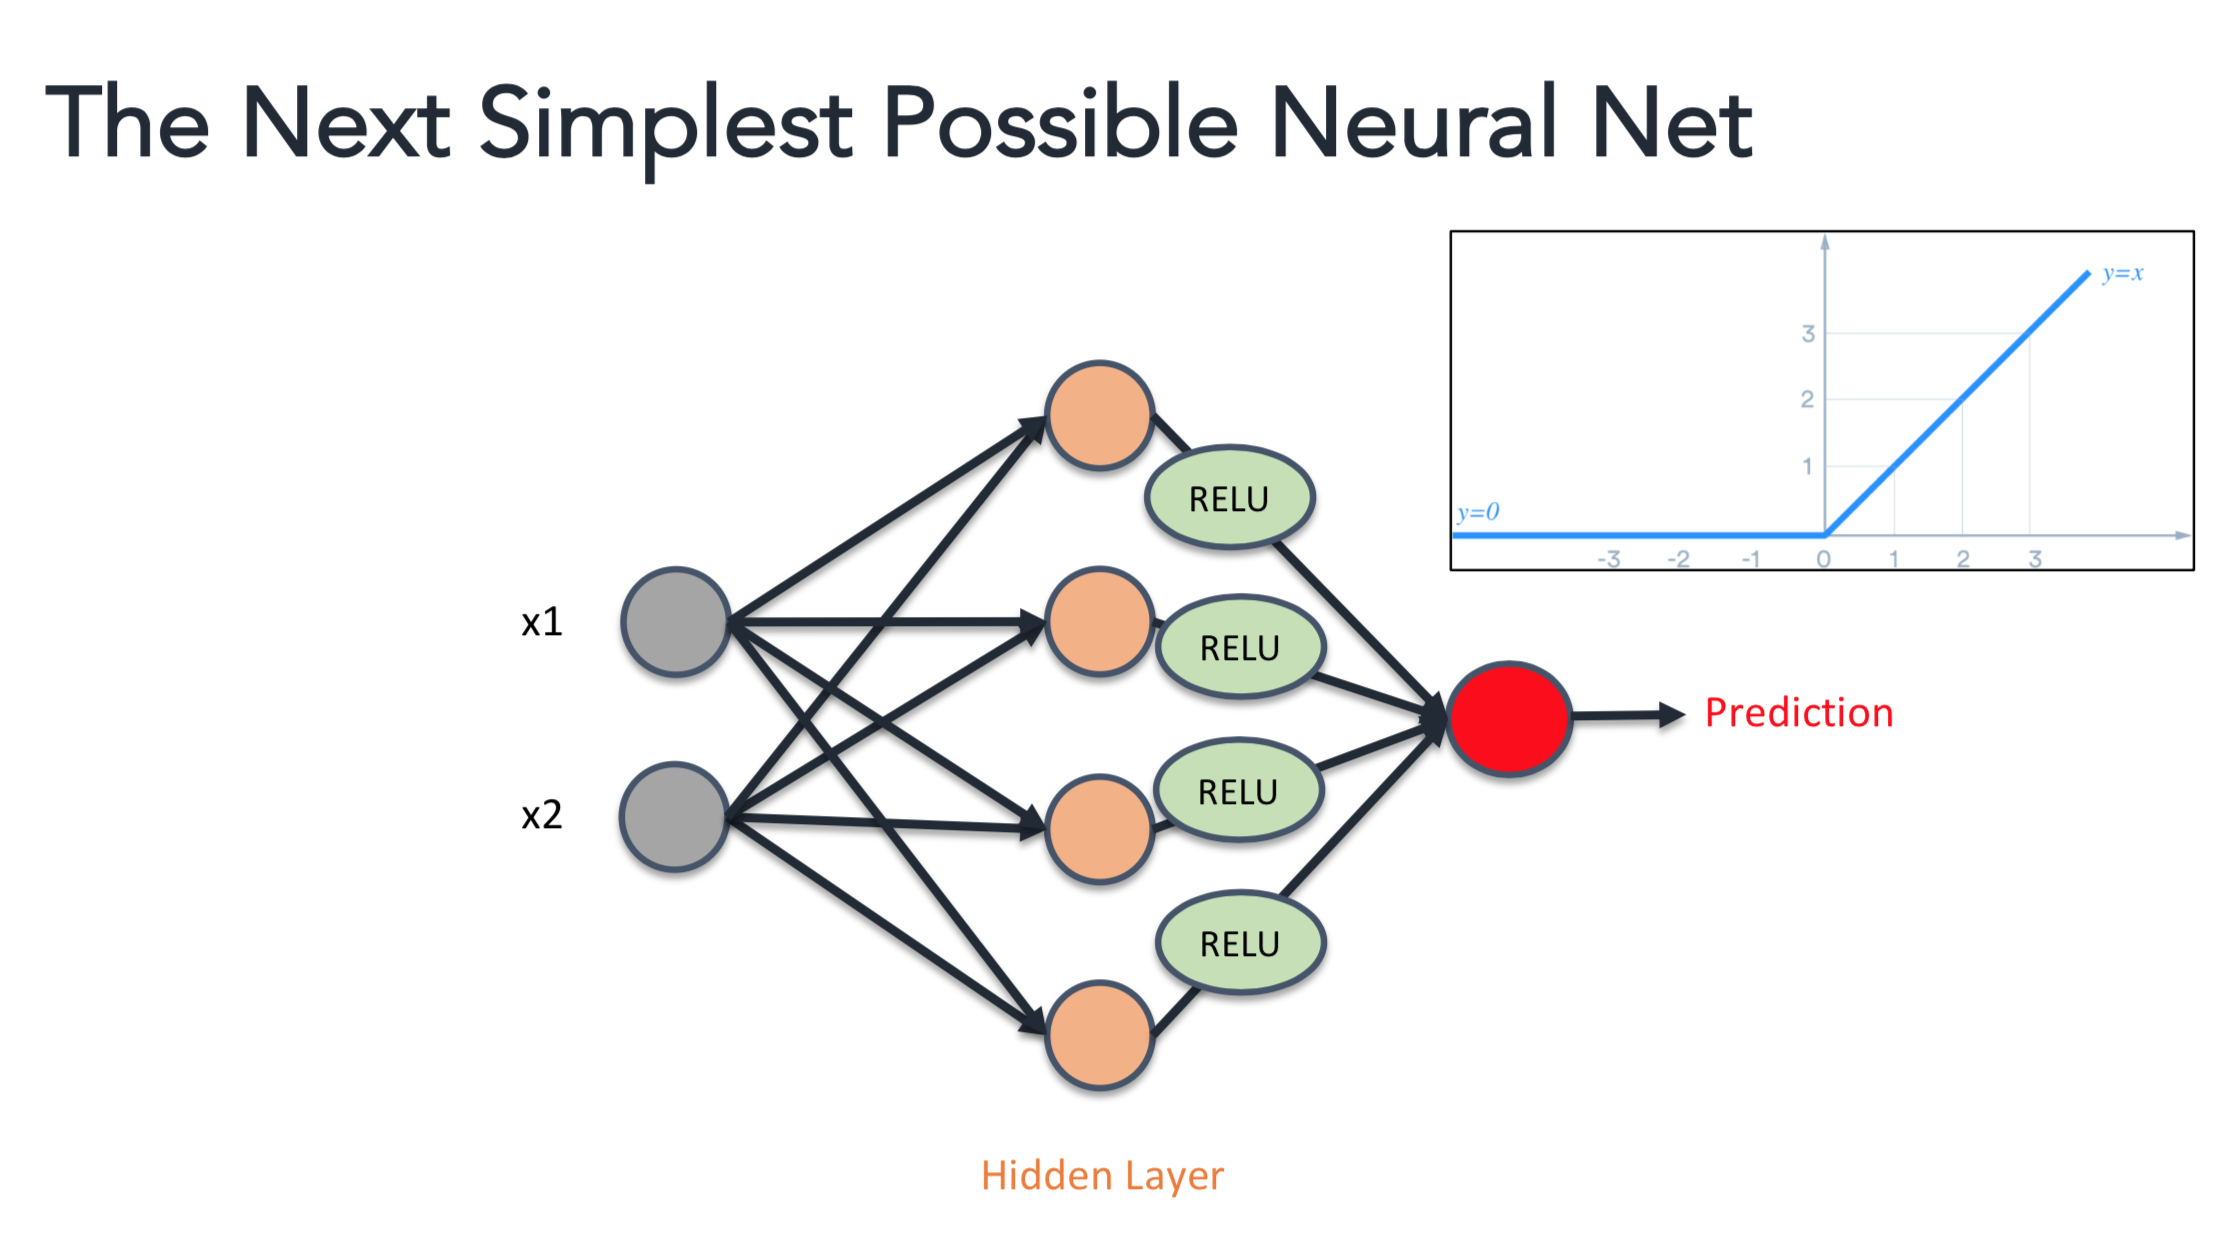 The Next Simplest Possible Neural Net
y=x
3
2
1
y=0
-3 -2 -1 0 1 2 3
RELU
x1
RELU
Prediction
RELU
x2
RELU
Hidden Layer